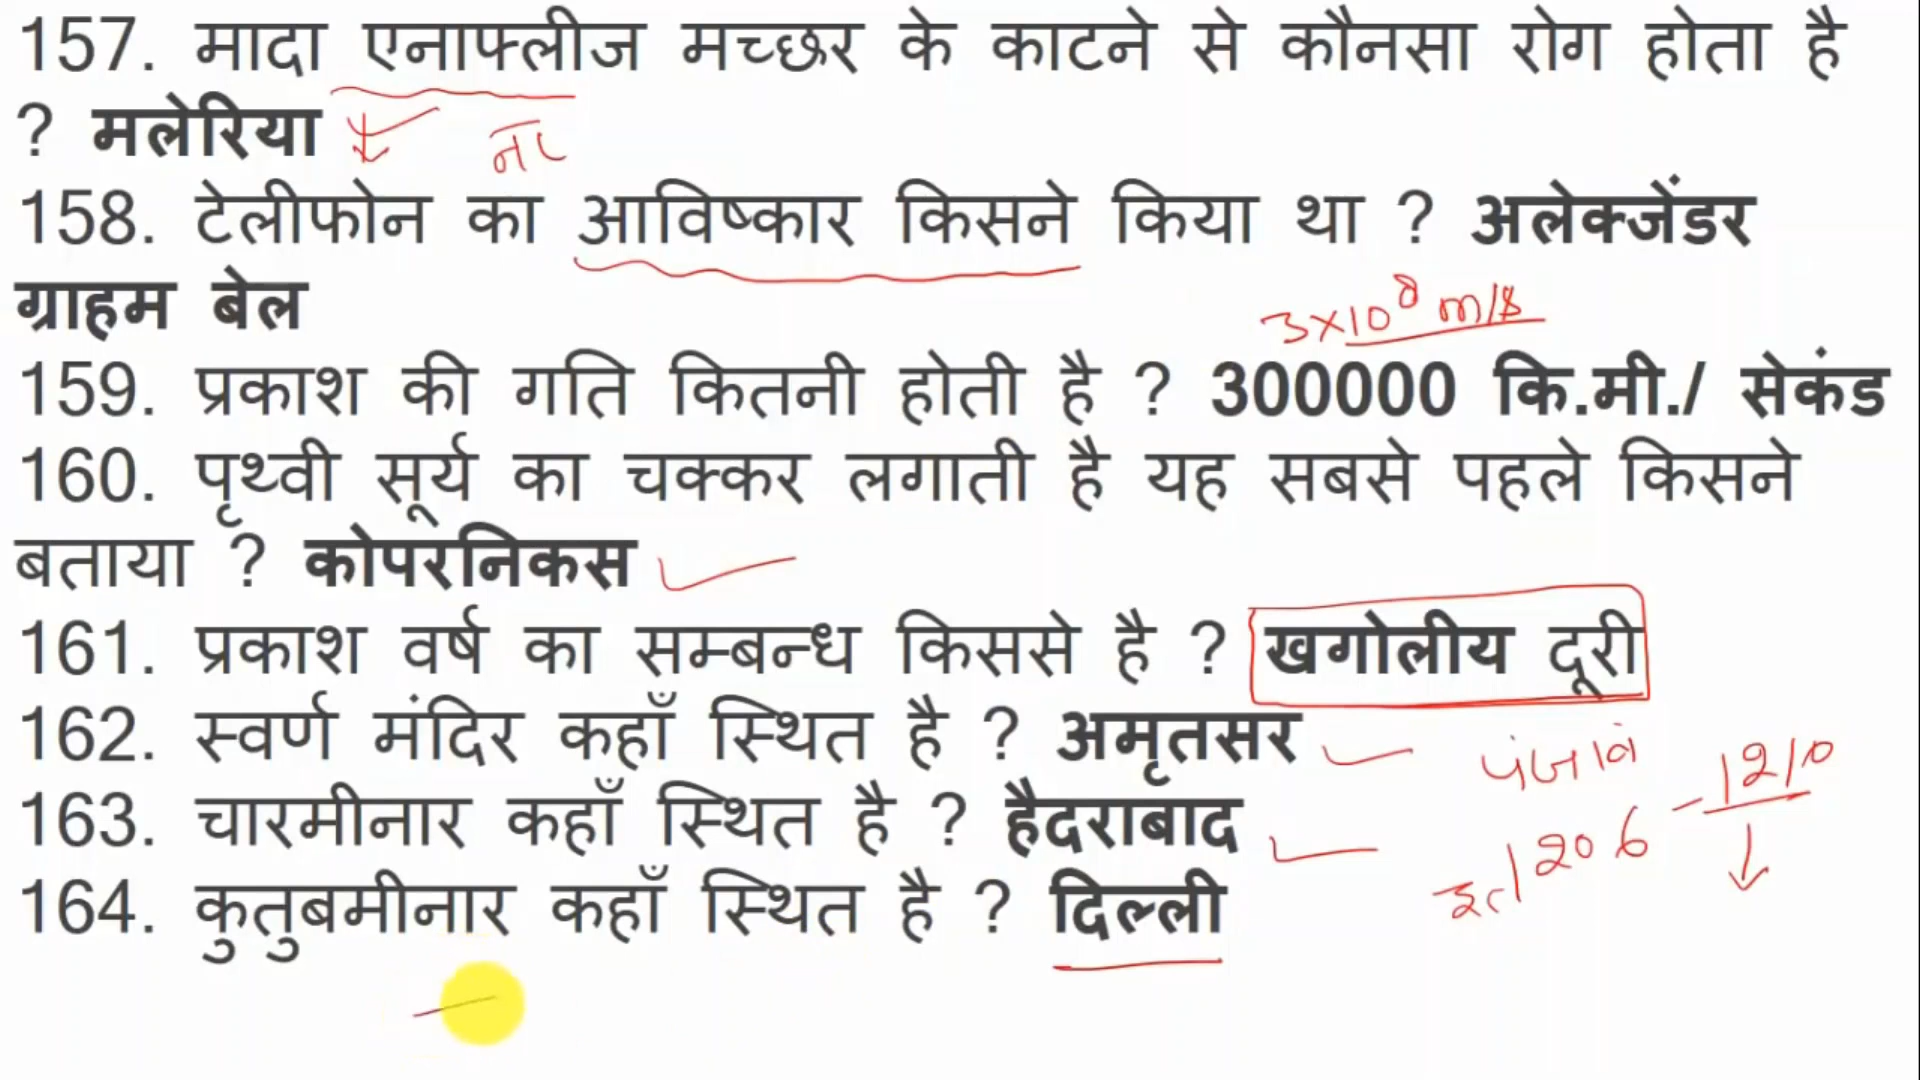 157. मादा एनाफ्लीज मच्छर के काटने से कौनसा रोग होता है
? मलेरिया
158. टेलीफोन का आविष्कार किसने किया था ? अलेक्जेंडर
ग्राहम बेल
3×10⁸ m/s
159. प्रकाश की गति कितनी होती है ? 300000 कि.मी./ सेकंड
160. पृथ्वी सूर्य का चक्कर लगाती है यह सबसे पहले किसने
बताया ? कोपरनिकस
161. प्रकाश वर्ष का सम्बन्ध किससे है ? खगोलीय दूरी
162. स्वर्ण मंदिर कहाँ स्थित है ? अमृतसर
163. चारमीनार कहाँ स्थित है ? हैदराबाद
1206 - 1210
164. कुतुबमीनार कहाँ स्थित है ? दिल्ली